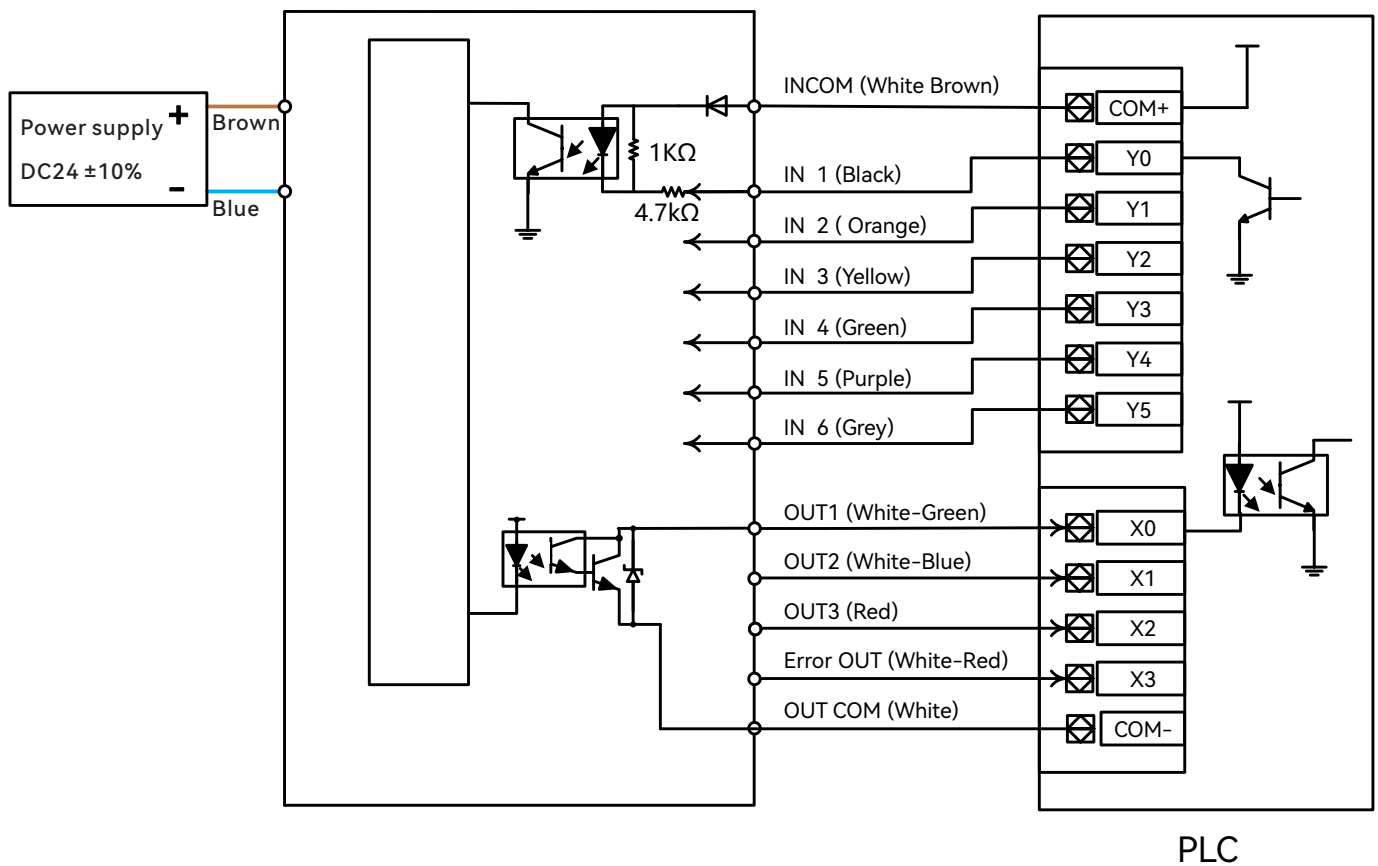 Power supply +
DC24 ±10%
-
Brown
Blue
1KΩ
4.7kΩ
INCOM (White Brown)
IN 1 (Black)
IN 2 ( Orange)
IN 3 (Yellow)
IN 4 (Green)
IN 5 (Purple)
IN 6 (Grey)
OUT1 (White-Green)
OUT2 (White-Blue)
OUT3 (Red)
Error OUT (White-Red)
OUT COM (White)
COM+
Y0
Y1
Y2
Y3
Y4
Y5
X0
X1
X2
X3
COM-
PLC